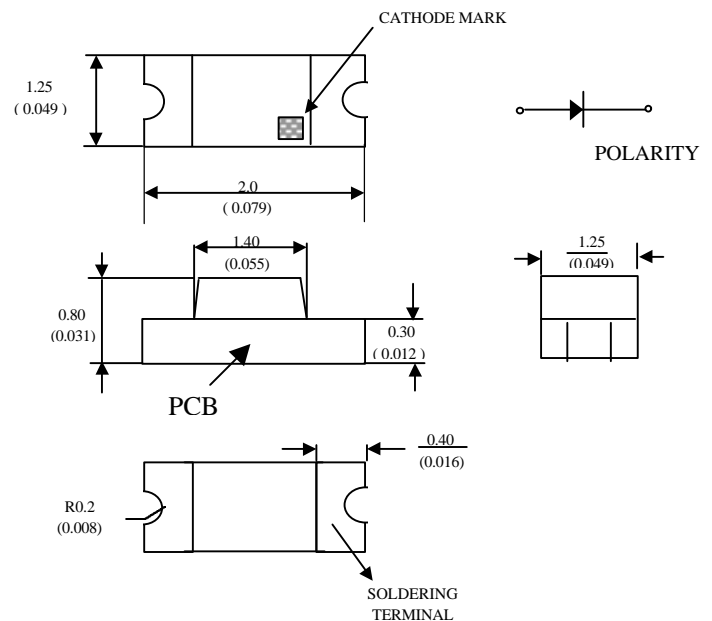 CATHODE MARK
1.25
( 0.049 )
POLARITY
2.0
( 0.079)
1.40
(0.055)
1.25
(0.049)
0.80
(0.031)
0.30
( 0.012 )
PCB
0.40
(0.016)
R0.2
(0.008)
SOLDERING
TERMINAL